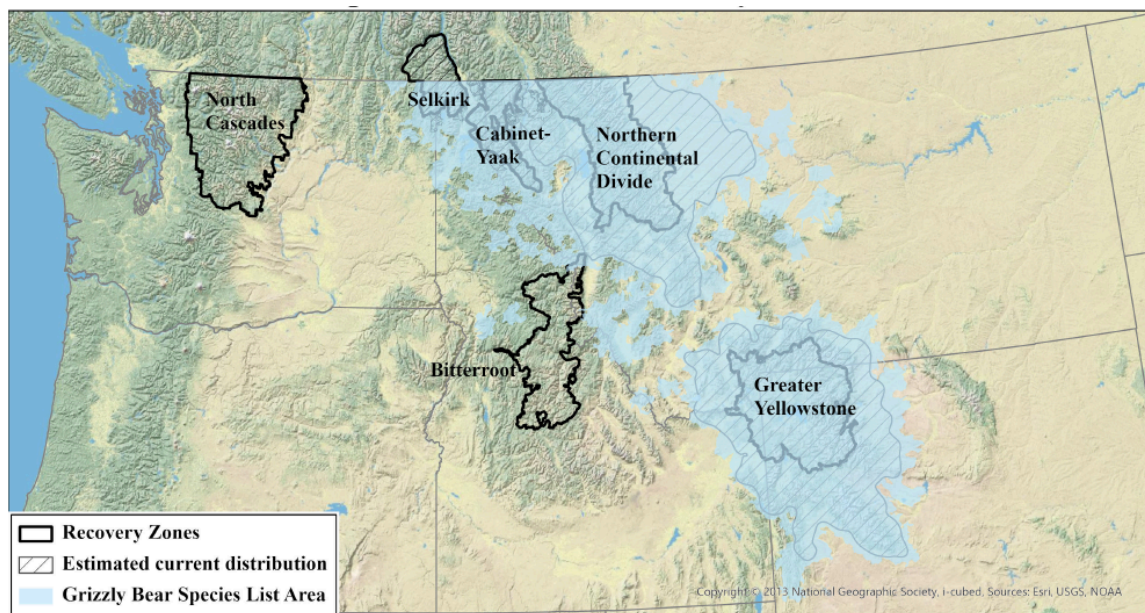 North
Cascades
Selkirk
Cabinet-
Yaak
Northern
Continental
Divide
Bitterroot
Greater
Yellowstone
Recovery Zones
Estimated current distribution
Grizzly Bear Species List Area
Copyright: © 2013 National Geographic Society, i-cubed, Sources: Esri, USGS, NOAA